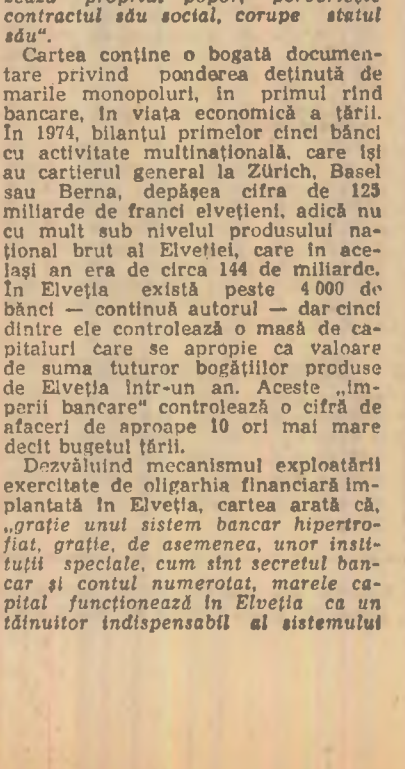 contractul său social, corupe statul
său“.
Cartea conține o bogată documen-
tare privind ponderea deținută de
marile monopoluri, în primul rînd
bancare, în viața economică a țării.
În 1974, bilanțul primelor cinci bănci
cu activitate multinațională, care își
au cartierul general la Zürich, Basel
sau Berna, depășea cifra de 125
miliarde de franci elvețieni, adică nu
cu mult sub nivelul produsului na-
țional brut al Elveției, care în ace-
lași an era de circa 144 de miliarde.
În Elveția există peste 4 000 de
bănci — continuă autorul — dar cinci
dintre ele controlează o masă de ca-
pitaluri care se apropie ca valoare
de suma tuturor bogățiilor produse
de Elveția într-un an. Aceste „im-
perii bancare“ controlează o cifră de
afaceri de aproape 10 ori mai mare
decît bugetul țării.
Dezvăluind mecanismul exploatării
exercitate de oligarhia financiară im-
plantată în Elveția, cartea arată că,
„grație unui sistem bancar hipertro-
fiat, grație, de asemenea, unor insti-
tuții speciale, cum sînt secretul ban-
car și contul numerotat, marele ca-
pital funcționează în Elveția ca un
tăinuitor indispensabil al sistemului